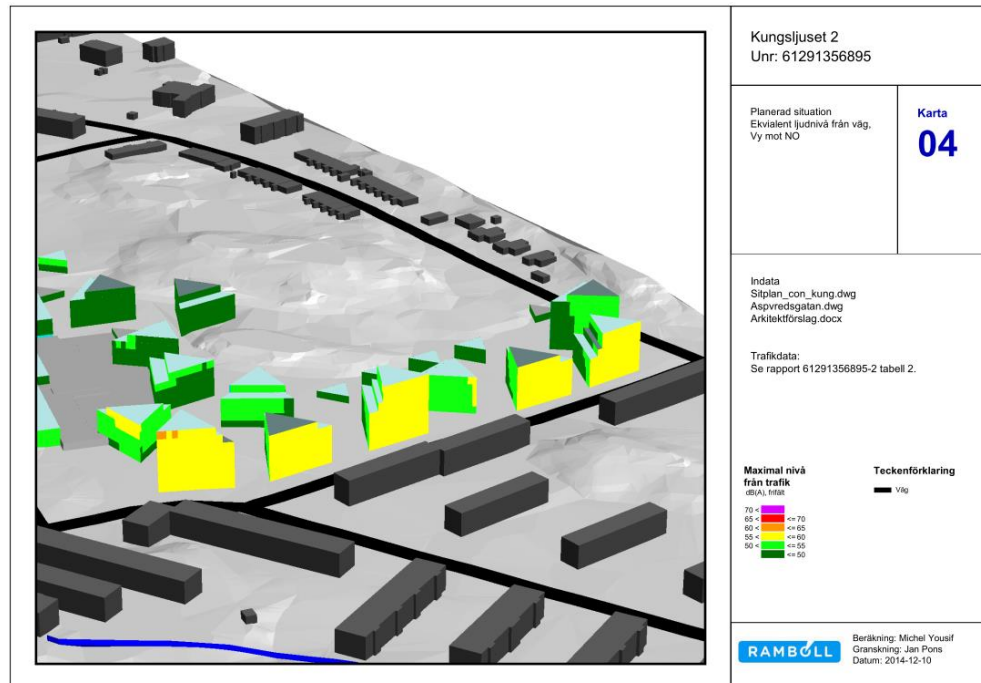 Kungsljuset 2
Unr: 61291356895
Planerad situation
Ekvialent ljudnivå från väg,
Vy mot NO
Karta
04
Indata
Sitplan_con_kung.dwg
Aspvredsgatan.dwg
Arkitektförslag.docx
Trafikdata:
Se rapport 61291356895-2 tabell 2.
Maximal nivå
från trafik
dB(A), frifält
70 <
65 < <= 70
60 < <= 65
55 < <= 60
50 < <= 55
<= 50
Teckenförklaring
Väg
RAMBOLL
Beräkning: Michel Yousif
Granskning: Jan Pons
Datum: 2014-12-10